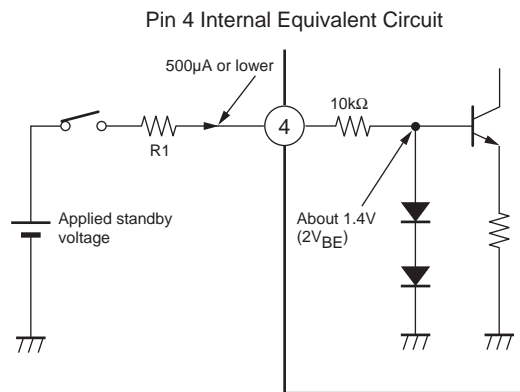 Pin 4 Internal Equivalent Circuit
500μA or lower
10kΩ
4
R1
Applied standby
voltage
About 1.4V
(2VBE)